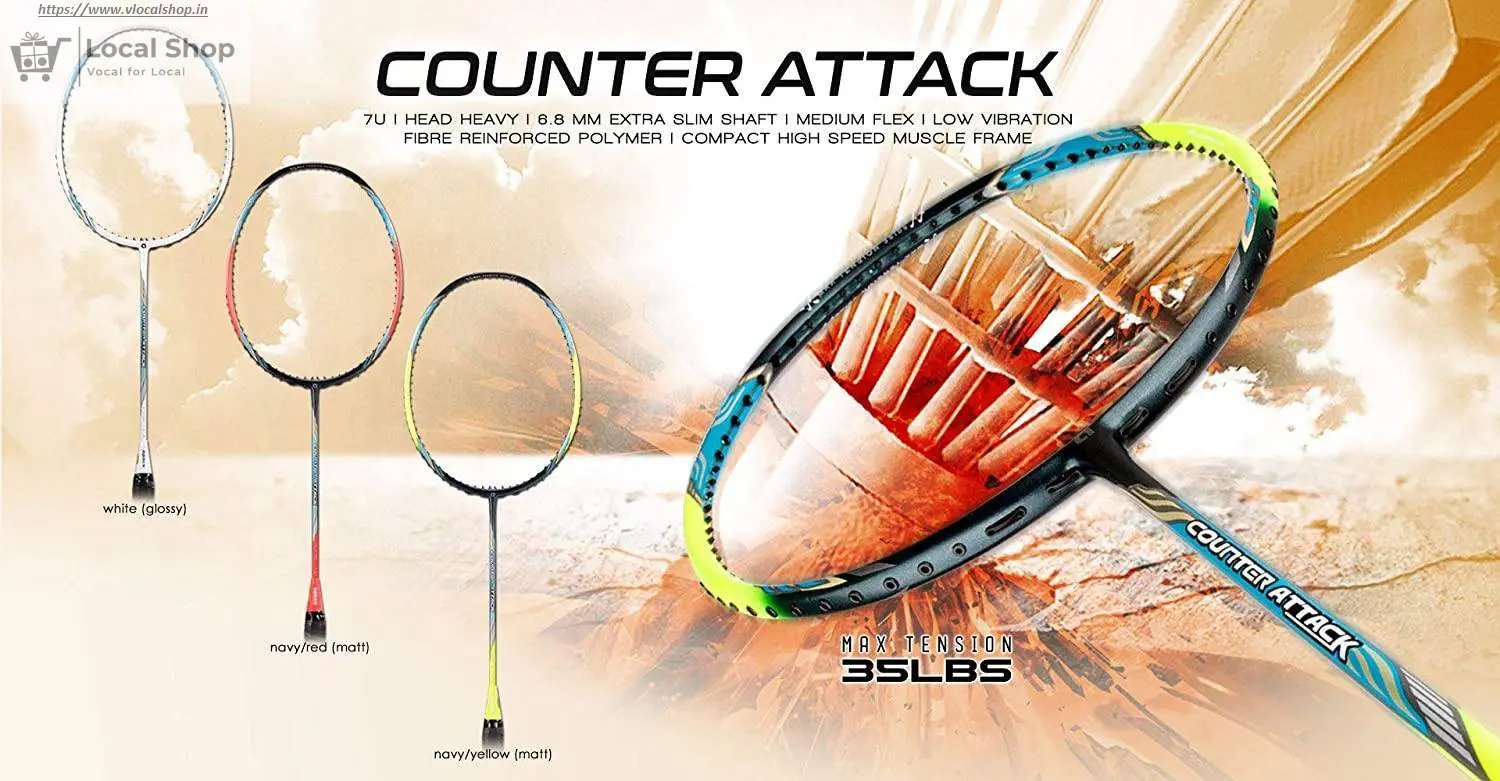 https://www.vlocalshop.in
Local Shop
Vocal for Local
COUNTER ATTACK
7U | HEAD HEAVY | 6.8 MM EXTRA SLIM SHAFT | MEDIUM FLEX | LOW VIBRATION
FIBRE REINFORCED POLYMER | COMPACT HIGH SPEED MUSCLE FRAME
white (glossy)
navy/red (matt)
navy/yellow (matt)
COUNTER ATTACK
MAX TENSION
35LBS